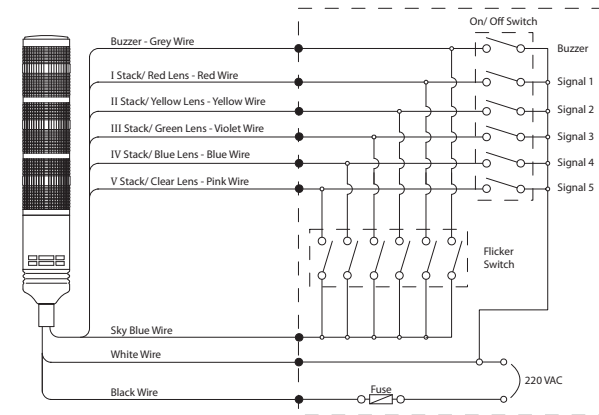 On/ Off Switch
Buzzer - Grey Wire
Buzzer
I Stack/ Red Lens - Red Wire
Signal 1
II Stack/ Yellow Lens - Yellow Wire
Signal 2
III Stack/ Green Lens - Violet Wire
Signal 3
IV Stack/ Blue Lens - Blue Wire
Signal 4
V Stack/ Clear Lens - Pink Wire
Signal 5
Flicker
Switch
Sky Blue Wire
White Wire
220 VAC
Black Wire
Fuse